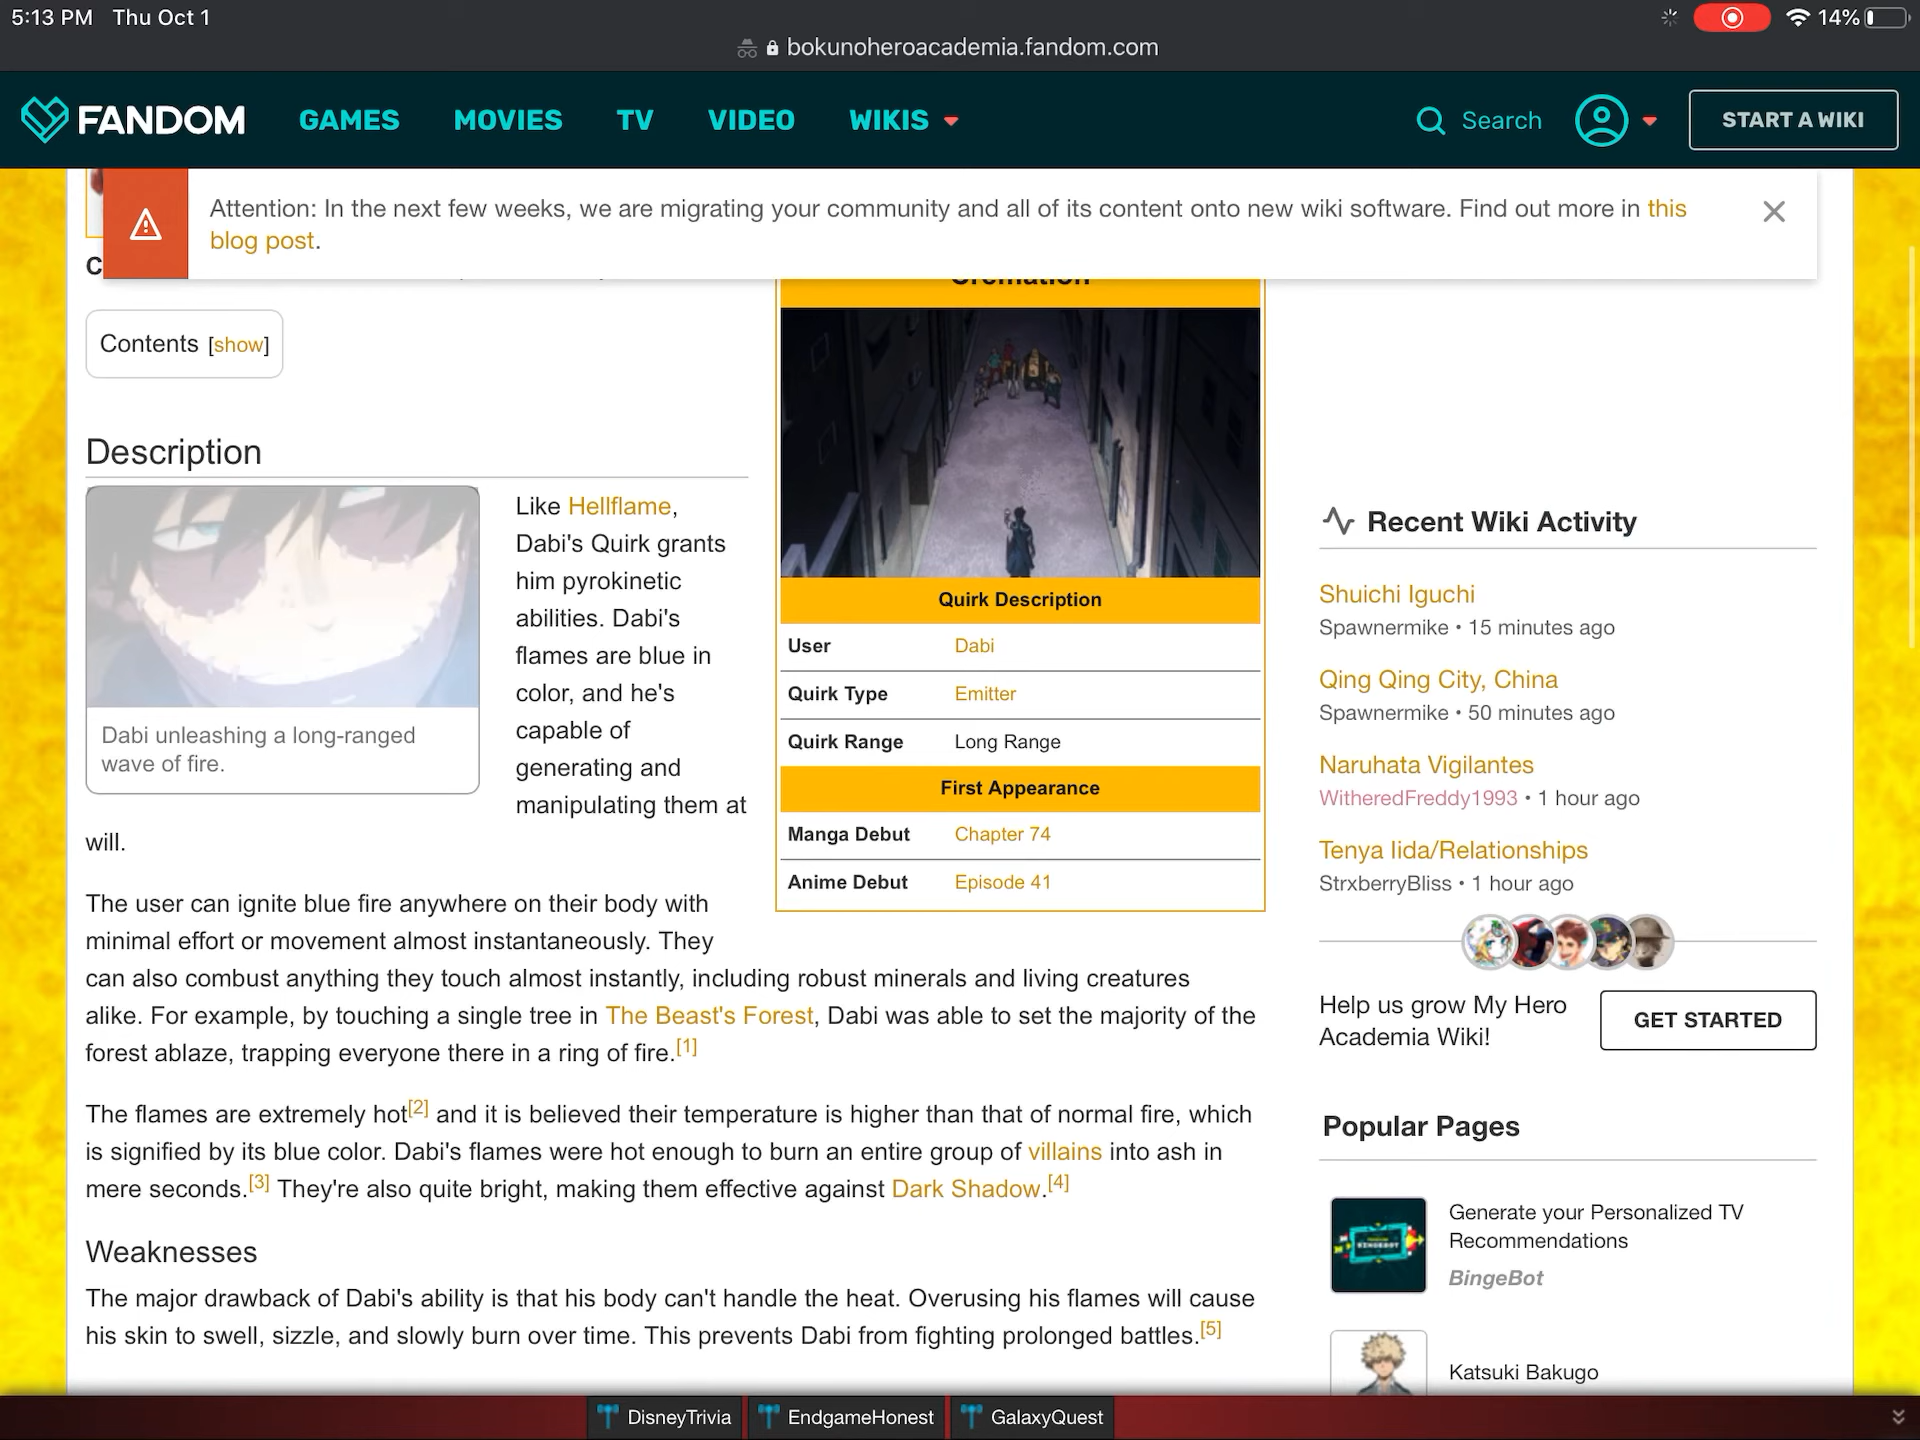 5:13 PM Thu Oct 1
14%
bokunoheroacademia.fandom.com
FANDOM GAMES MOVIES TV VIDEO WIKIS Search START A WIKI
Attention: In the next few weeks, we are migrating your community and all of its content onto new wiki software. Find out more in this
blog post.
C
Cremation
Contents [show]
Description
Dabi unleashing a long-ranged
wave of fire.
Like Hellflame,
Dabi's Quirk grants
him pyrokinetic
abilities. Dabi's
flames are blue in
color, and he's
capable of
generating and
manipulating them at
will.
Quirk Description
User Dabi
Quirk Type Emitter
Quirk Range Long Range
First Appearance
Manga Debut Chapter 74
Anime Debut Episode 41
The user can ignite blue fire anywhere on their body with
minimal effort or movement almost instantaneously. They
can also combust anything they touch almost instantly, including robust minerals and living creatures
alike. For example, by touching a single tree in The Beast's Forest, Dabi was able to set the majority of the
forest ablaze, trapping everyone there in a ring of fire.[1]
The flames are extremely hot[2] and it is believed their temperature is higher than that of normal fire, which
is signified by its blue color. Dabi's flames were hot enough to burn an entire group of villains into ash in
mere seconds.[3] They're also quite bright, making them effective against Dark Shadow.[4]
Weaknesses
The major drawback of Dabi's ability is that his body can't handle the heat. Overusing his flames will cause
his skin to swell, sizzle, and slowly burn over time. This prevents Dabi from fighting prolonged battles.[5]
Recent Wiki Activity
Shuichi Iguchi
Spawnermike • 15 minutes ago
Qing Qing City, China
Spawnermike • 50 minutes ago
Naruhata Vigilantes
WitheredFreddy1993 • 1 hour ago
Tenya Iida/Relationships
StrxberryBliss • 1 hour ago
Help us grow My Hero
Academia Wiki!
GET STARTED
Popular Pages
Generate your Personalized TV
Recommendations
BingeBot
Katsuki Bakugo
DisneyTrivia EndgameHonest GalaxyQuest